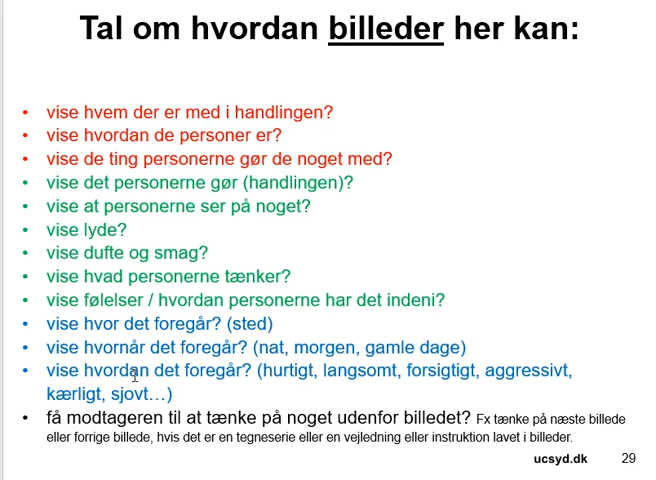 Tal om hvordan billeder her kan:
• vise hvem der er med i handlingen?
• vise hvordan de personer er?
• vise de ting personerne gør de noget med?
• vise det personerne gør (handlingen)?
• vise at personerne ser på noget?
• vise lyde?
• vise dufte og smag?
• vise hvad personerne tænker?
• vise følelser / hvordan personerne har det indeni?
• vise hvor det foregår? (sted)
• vise hvornår det foregår? (nat, morgen, gamle dage)
• vise hvordan det foregår? (hurtigt, langsomt, forsigtigt, aggressivt,
kærligt, sjovt…)
• få modtageren til at tænke på noget udenfor billedet? Fx tænke på næste billede
eller forrige billede, hvis det er en tegneserie eller en vejledning eller instruktion lavet i billeder.
ucsyd.dk 29